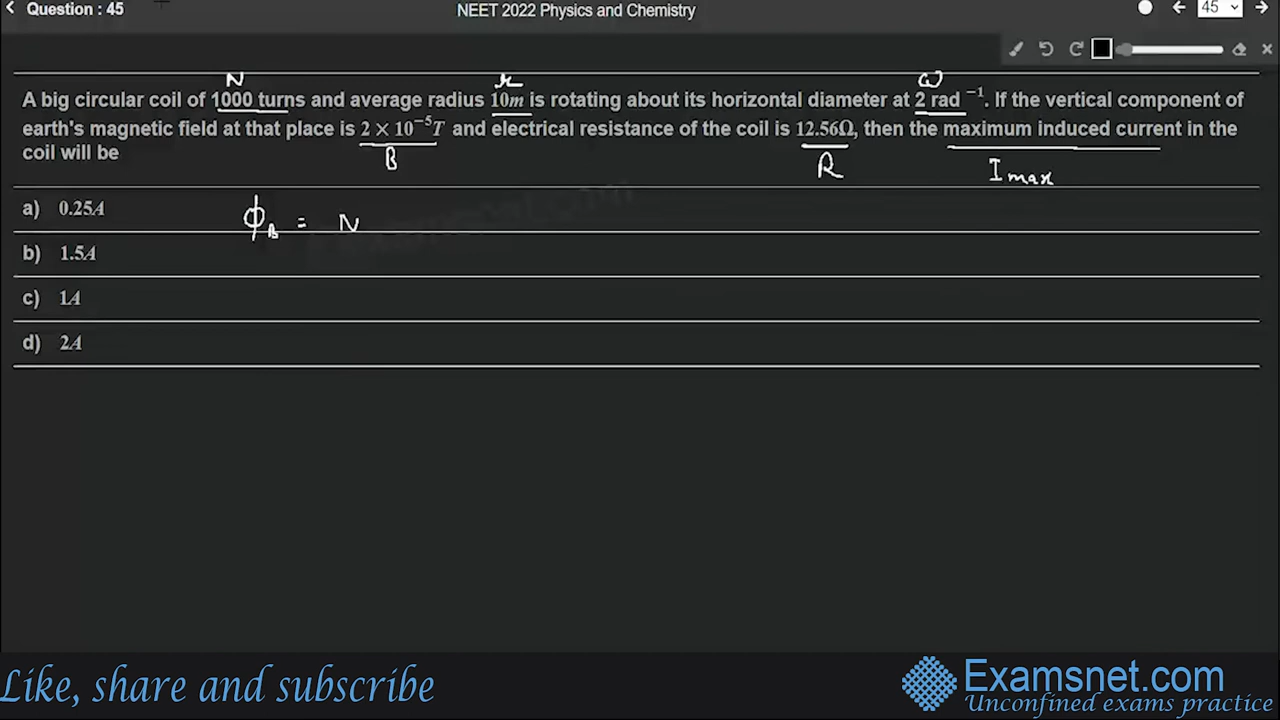 Question : 45
NEET 2022 Physics and Chemistry
45
N
r
ω
A big circular coil of 1000 turns and average radius 10m is rotating about its horizontal diameter at 2 rad ⁻¹. If the vertical component of
earth's magnetic field at that place is 2 × 10⁻⁵T and electrical resistance of the coil is 12.56Ω, then the maximum induced current in the
coil will be
B
R
I max
a) 0.25A
ϕB = N
b) 1.5A
c) 1A
d) 2A
Like, share and subscribe
Examsnet.com
Unconfined exams practice